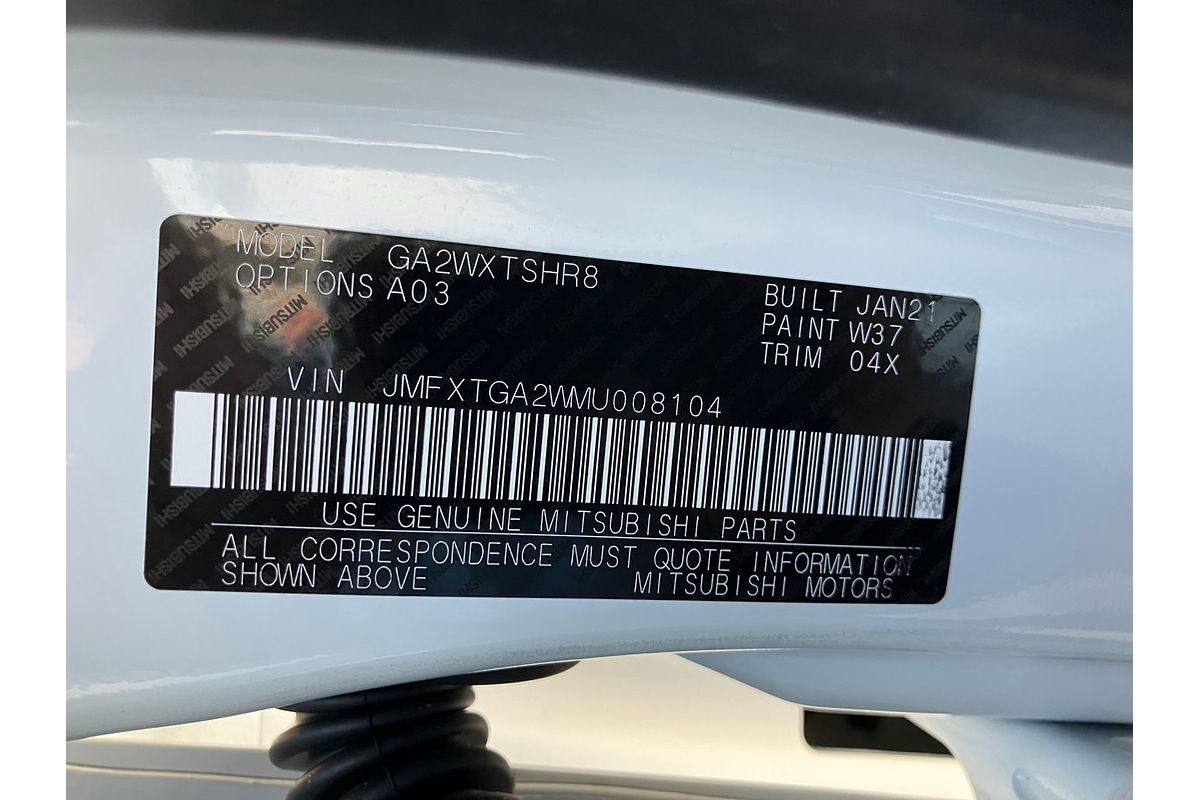 MODEL GA2WXTSHR8
OPTIONS A03
BUILT JAN21
PAINT W37
TRIM 04X
VIN JMFXTGA2WMU008104
USE GENUINE MITSUBISHI PARTS
ALL CORRESPONDENCE MUST QUOTE INFORMATION
SHOWN ABOVE MITSUBISHI MOTORS